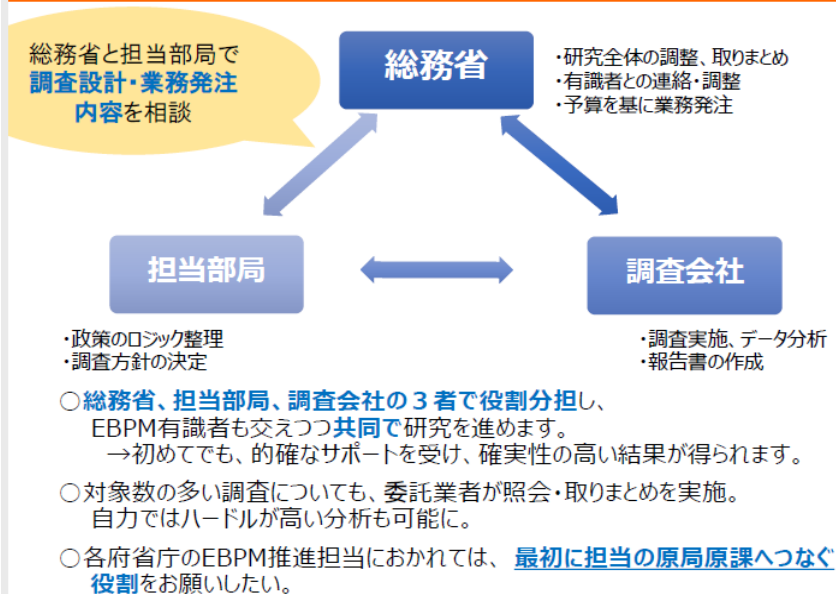 総務省と担当部局で
調査設計・業務発注
内容を相談
総務省
・研究全体の調整、取りまとめ
・有識者との連絡・調整
・予算を基に業務発注
担当部局
調査会社
・政策のロジック整理
・調査方針の決定
・調査実施、データ分析
・報告書の作成
○総務省、担当部局、調査会社の3者で役割分担し、
EBPM有識者も交えつつ共同で研究を進めます。
→初めてでも、的確なサポートを受け、確実性の高い結果が得られます。
○対象数の多い調査についても、委託業者が照会・取りまとめを実施。
自力ではハードルが高い分析も可能に。
○各府省庁のEBPM推進担当におかれては、最初に担当の原局原課へつなぐ
役割をお願いしたい。